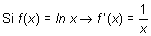 Si f(x) = ln x → f'(x) = 1/x